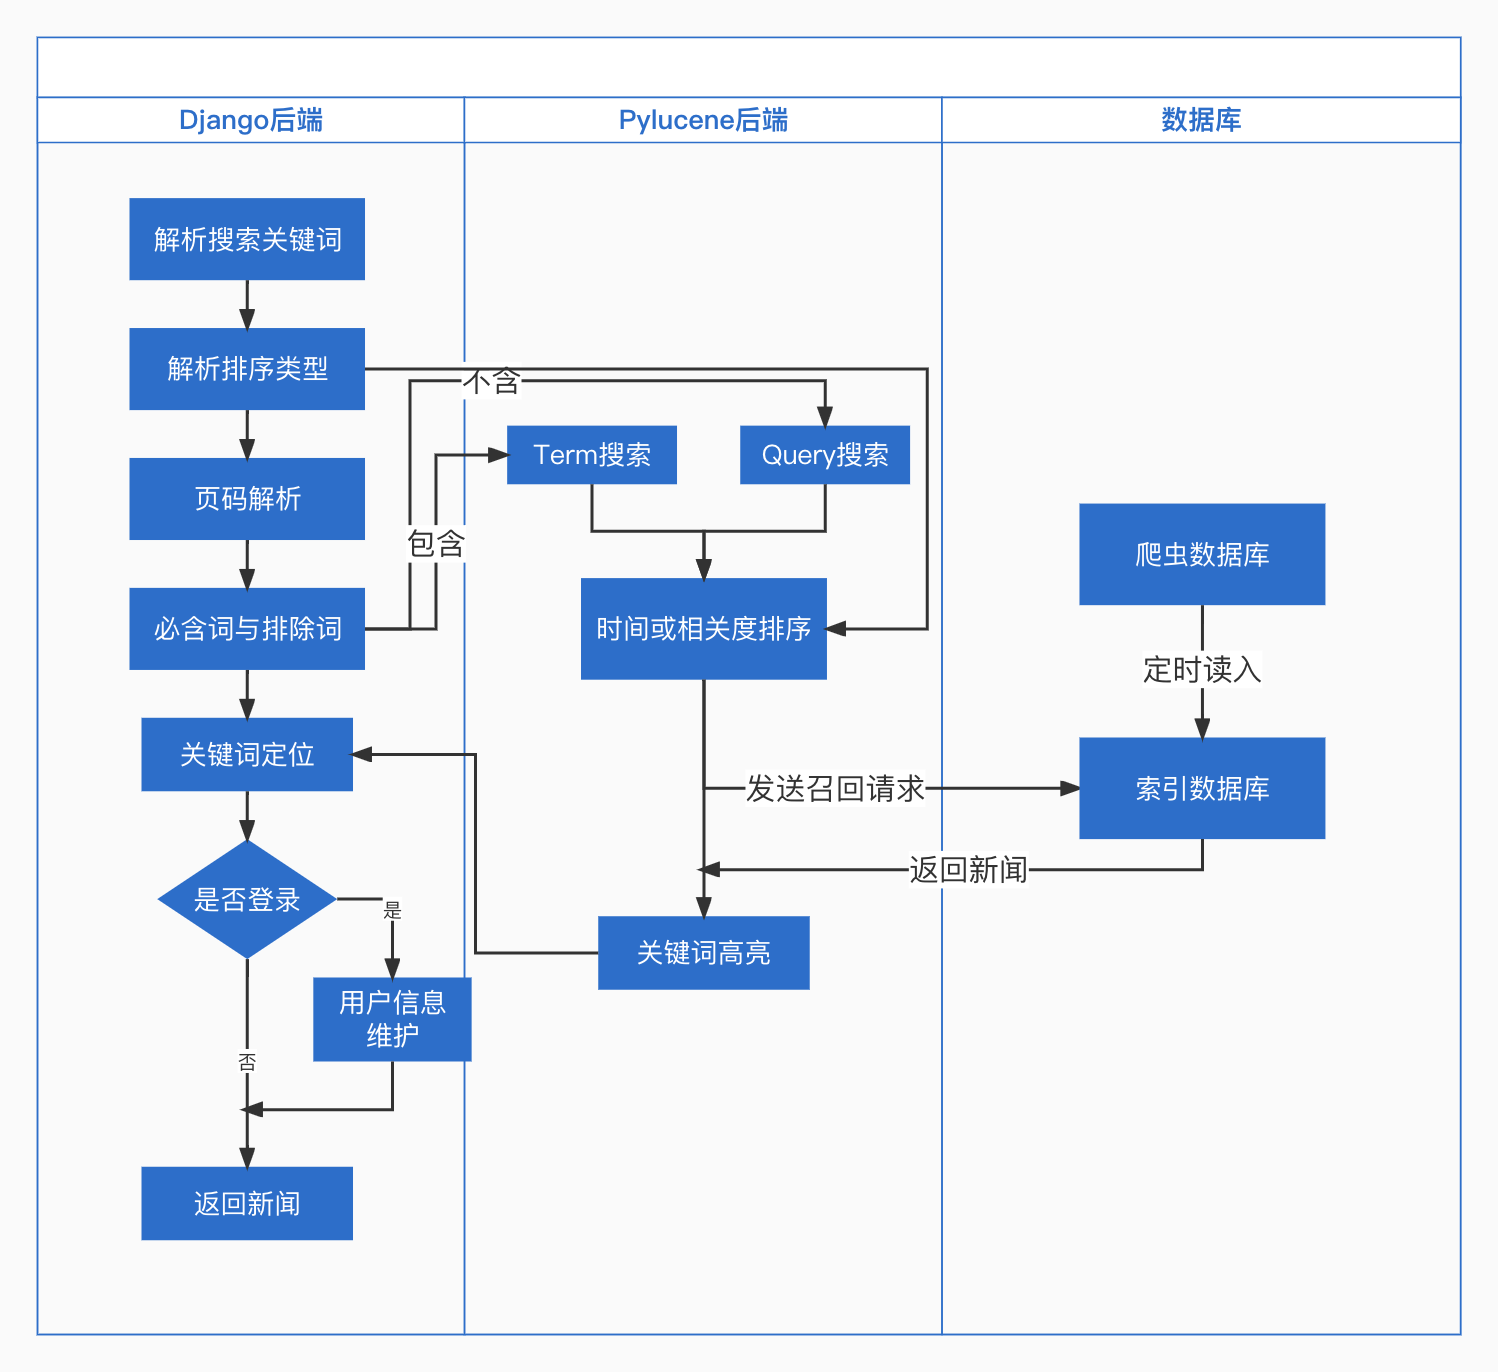 Django后端
Pylucene后端
数据库
解析搜索关键词
解析排序类型
不含
Term搜索
Query搜索
页码解析
包含
爬虫数据库
必含词与排除词
时间或相关度排序
定时读入
关键词定位
发送召回请求
索引数据库
返回新闻
是否登录
是
关键词高亮
用户信息
维护
否
返回新闻